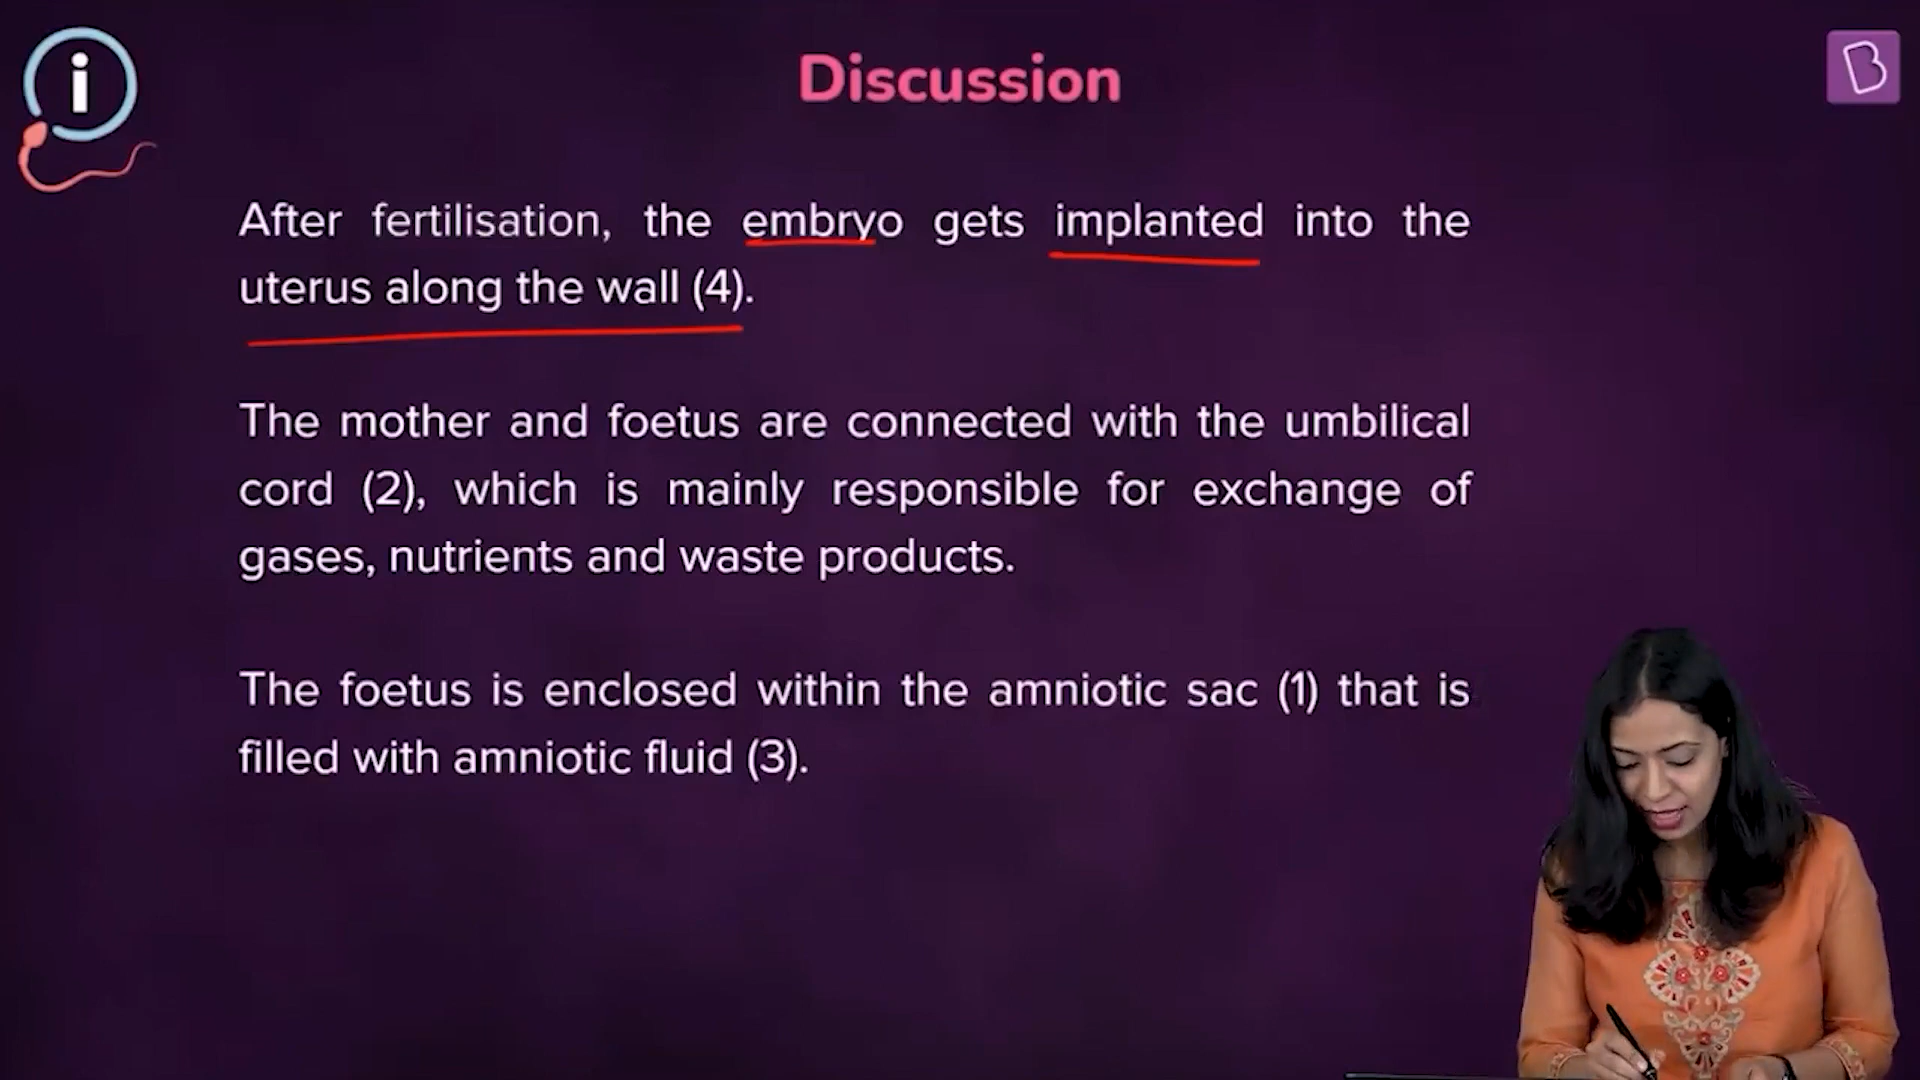 i
Discussion
B
After fertilisation, the embryo gets implanted into the
uterus along the wall (4).
The mother and foetus are connected with the umbilical
cord (2), which is mainly responsible for exchange of
gases, nutrients and waste products.
The foetus is enclosed within the amniotic sac (1) that is
filled with amniotic fluid (3).